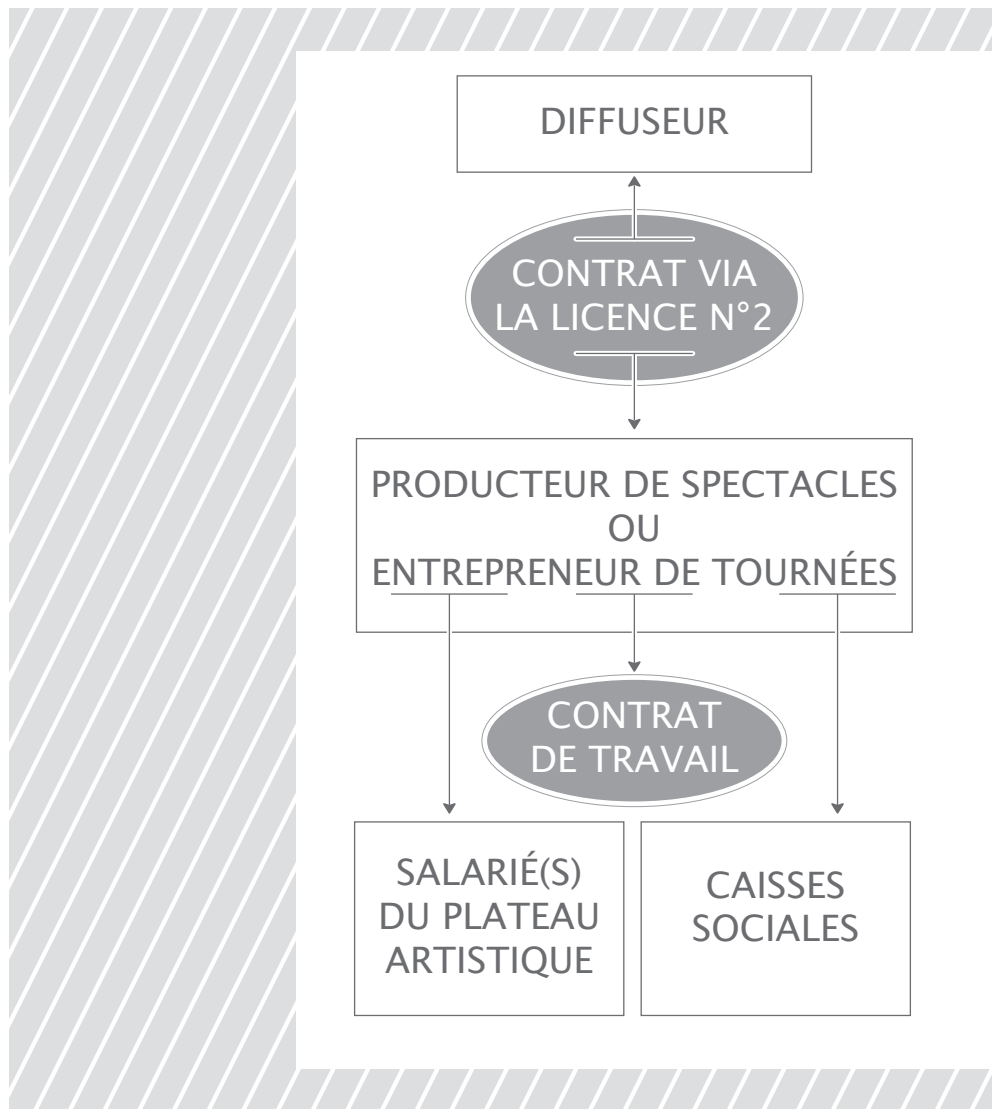 DIFFUSEUR
CONTRAT VIA
LA LICENCE N°2
PRODUCTEUR DE SPECTACLES
OU
ENTREPRENEUR DE TOURNÉES
CONTRAT
DE TRAVAIL
SALARIÉ(S)
DU PLATEAU
ARTISTIQUE
CAISSES
SOCIALES